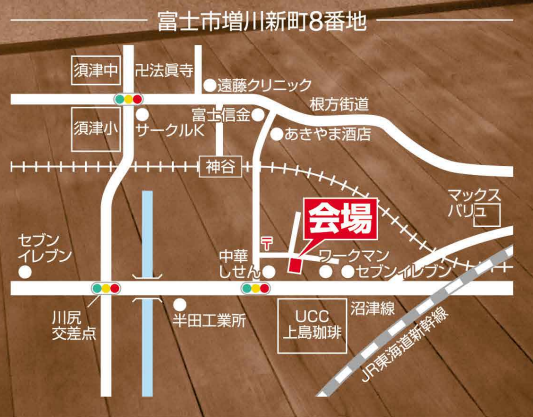 富士市増川新町8番地
須津中
卍法眞寺
遠藤クリニック
富士信金
根方街道
須津小
サークルK
あきやま酒店
神谷
マックス
バリュ
会場
〒
セブン
イレブン
中華
しせん
ワークマン
セブンイレブン
川尻
交差点
半田工業所
UCC
上島珈琲
沼津線
JR東海道新幹線